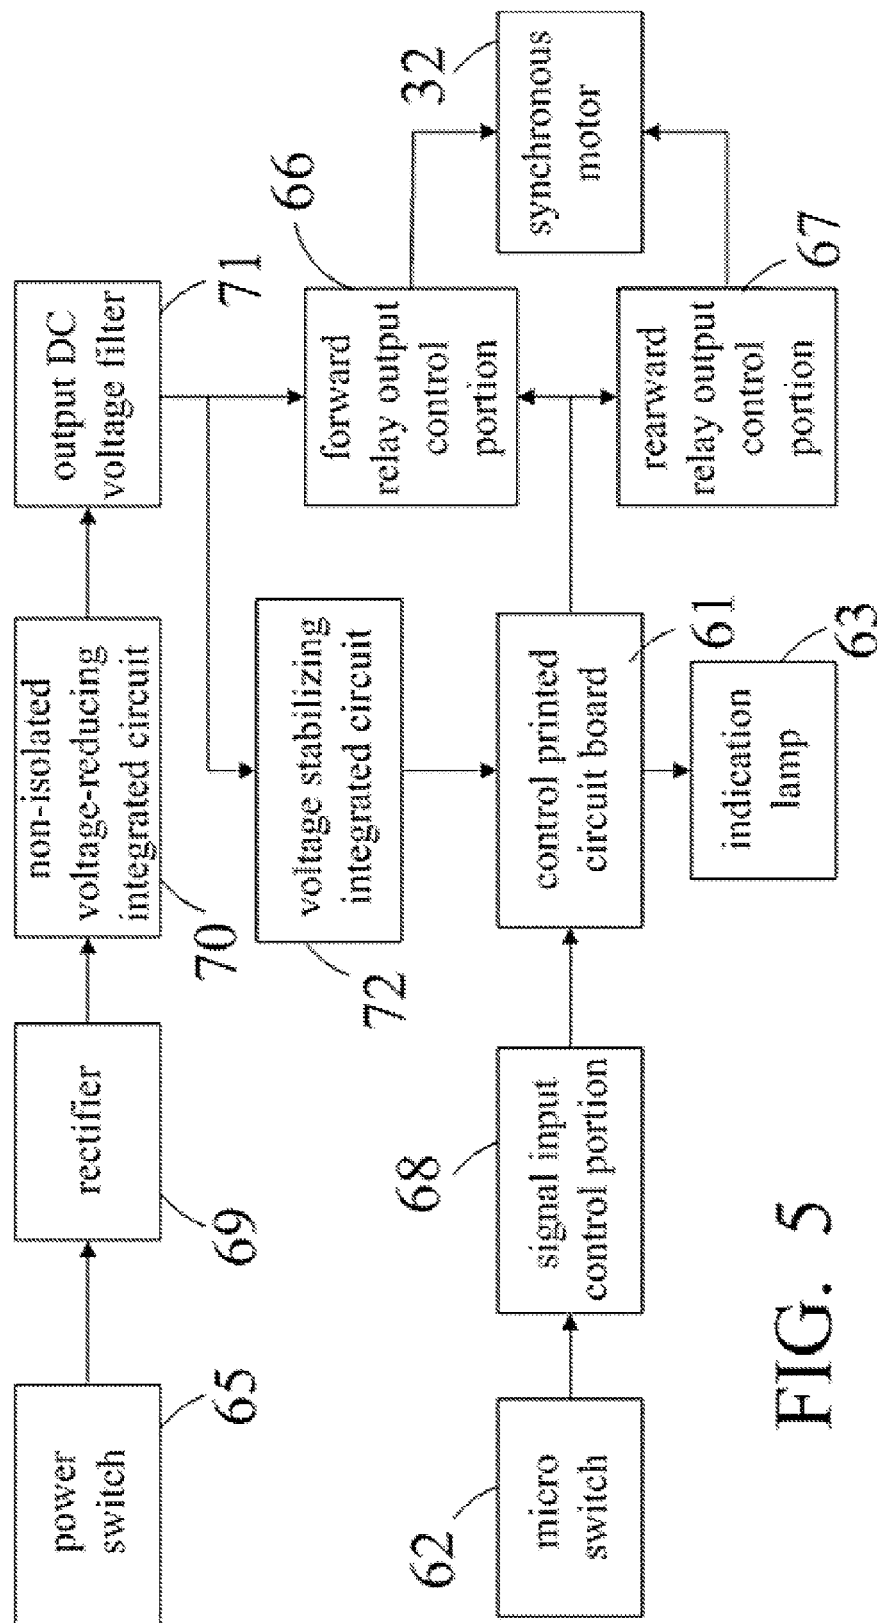 power
switch
65
rectifier
69
non-isolated
voltage-reducing
integrated circuit
70
output DC
voltage filter
71
voltage stabilizing
integrated circuit
72
forward
relay output
control
portion
66
synchronous
motor
32
micro
switch
62
signal input
control portion
68
control printed
circuit board
61
rearward
relay output
control
portion
67
indication
lamp
63
FIG. 5